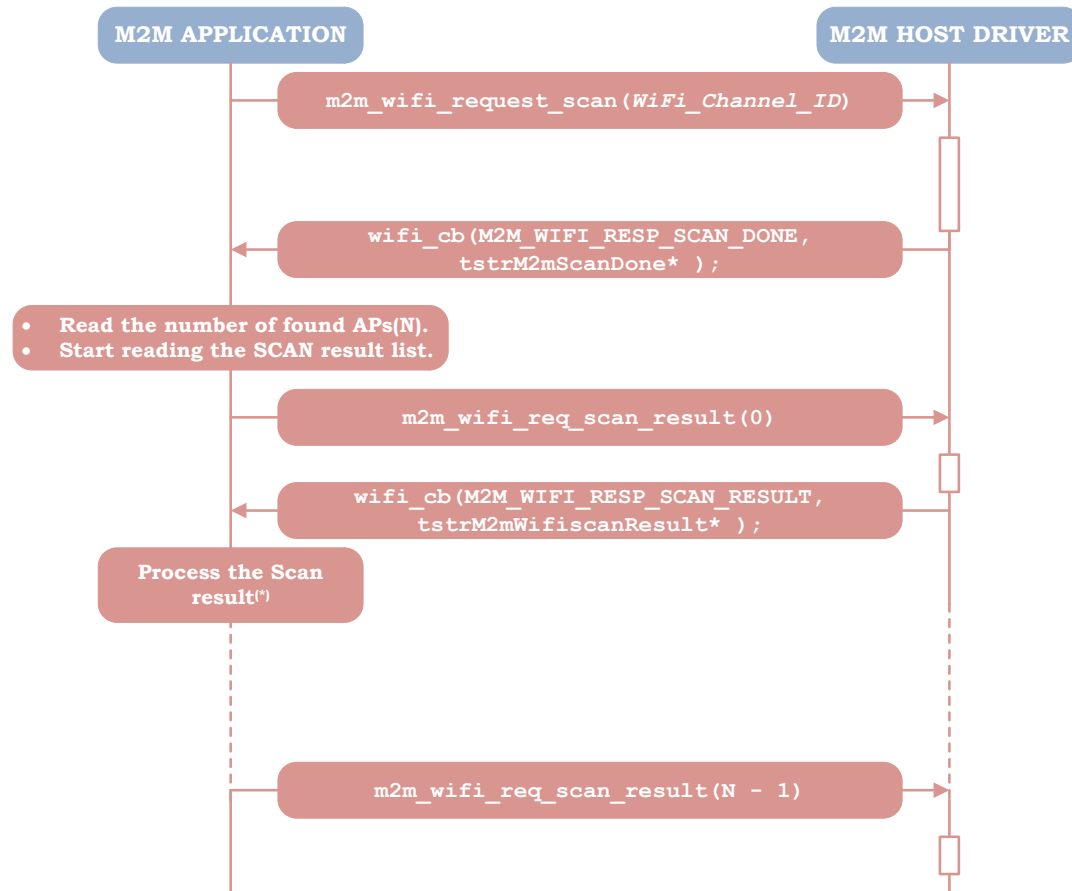 M2M APPLICATION
M2M HOST DRIVER
m2m_wifi_request_scan(WiFi_Channel_ID)
wifi_cb(M2M_WIFI_RESP_SCAN_DONE,
tstrM2mScanDone* );
• Read the number of found APs(N).
• Start reading the SCAN result list.
m2m_wifi_req_scan_result(0)
wifi_cb(M2M_WIFI_RESP_SCAN_RESULT,
tstrM2mWifiscanResult* );
Process the Scan
result(*)
m2m_wifi_req_scan_result(N - 1)